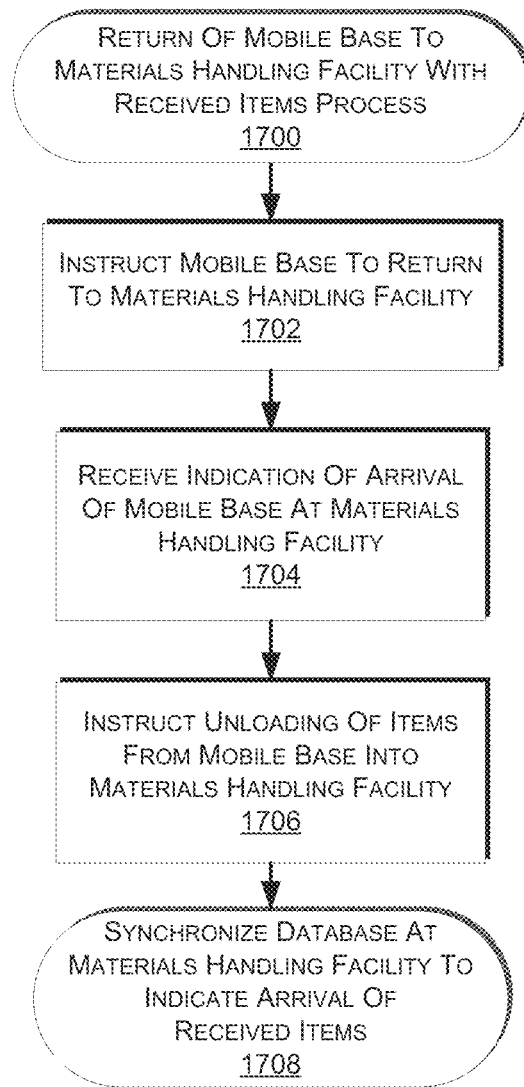 RETURN OF MOBILE BASE TO
MATERIALS HANDLING FACILITY WITH
RECEIVED ITEMS PROCESS
1700
INSTRUCT MOBILE BASE TO RETURN
TO MATERIALS HANDLING FACILITY
1702
RECEIVE INDICATION OF ARRIVAL
OF MOBILE BASE AT MATERIALS
HANDLING FACILITY
1704
INSTRUCT UNLOADING OF ITEMS
FROM MOBILE BASE INTO
MATERIALS HANDLING FACILITY
1706
SYNCHRONIZE DATABASE AT
MATERIALS HANDLING FACILITY TO
INDICATE ARRIVAL OF
RECEIVED ITEMS
1708